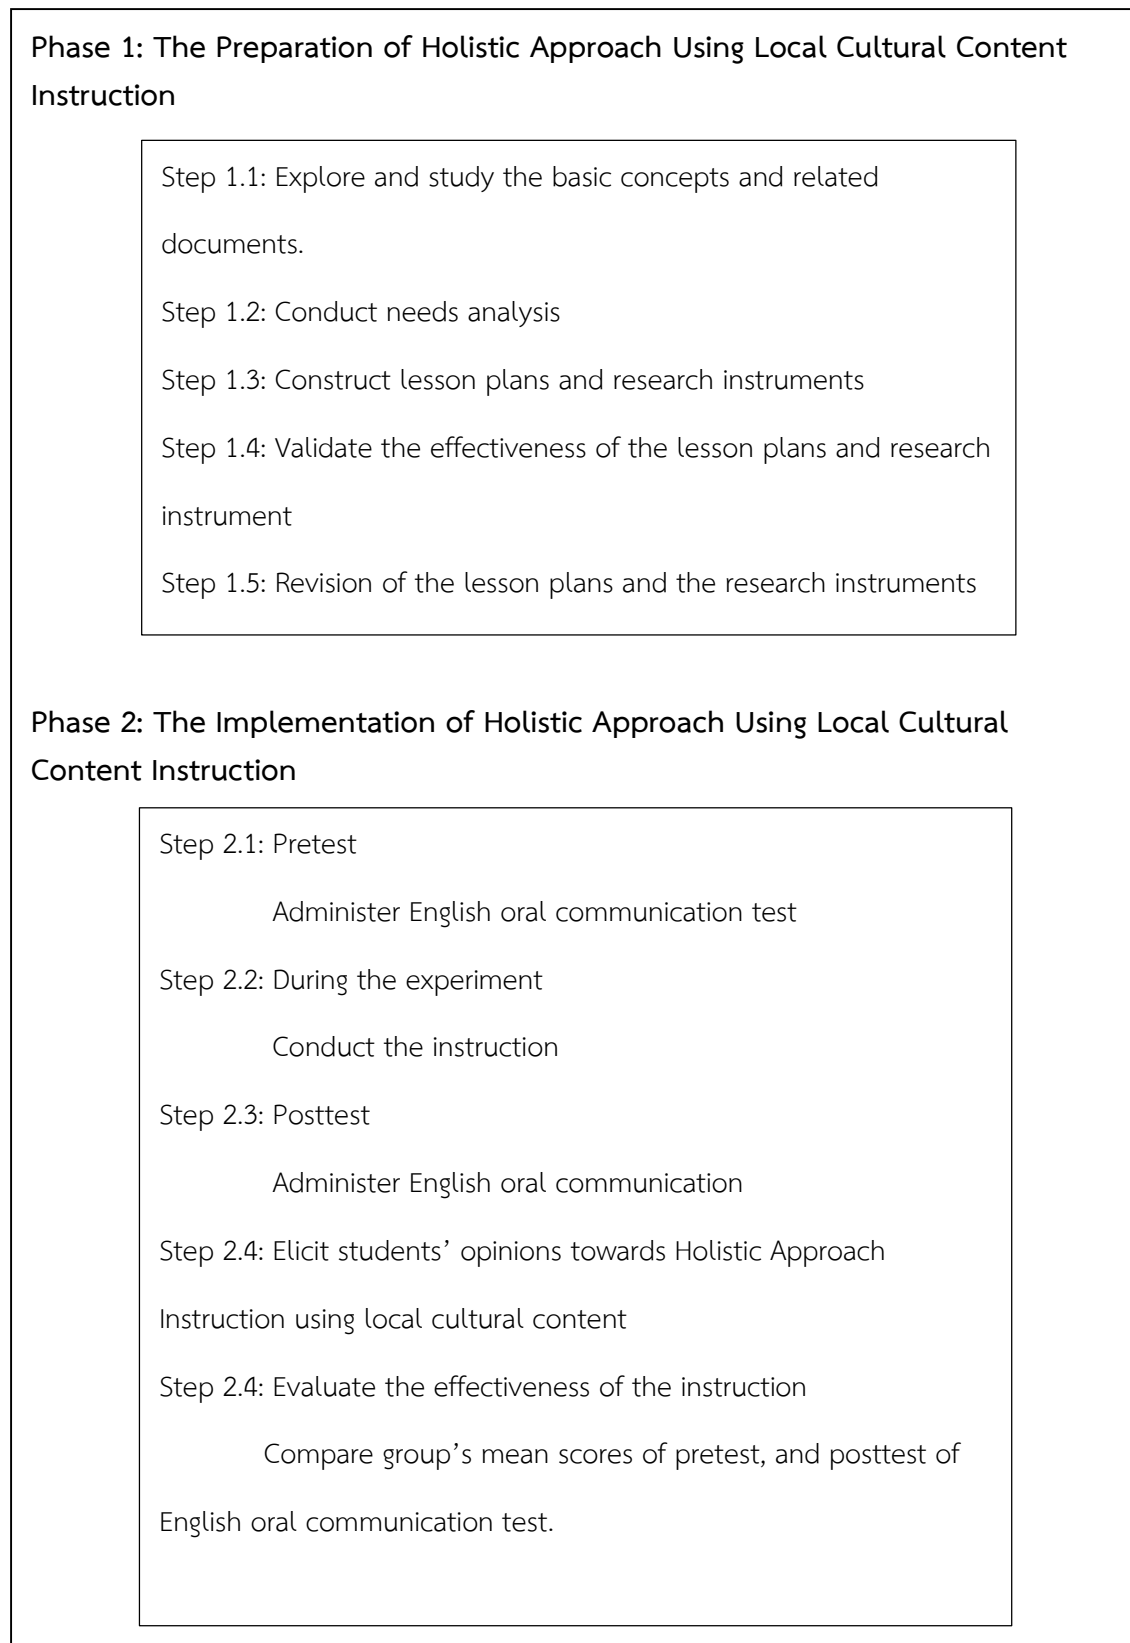 Phase 1: The Preparation of Holistic Approach Using Local Cultural Content
Instruction
Step 1.1: Explore and study the basic concepts and related
documents.
Step 1.2: Conduct needs analysis
Step 1.3: Construct lesson plans and research instruments
Step 1.4: Validate the effectiveness of the lesson plans and research
instrument
Step 1.5: Revision of the lesson plans and the research instruments
Phase 2: The Implementation of Holistic Approach Using Local Cultural
Content Instruction
Step 2.1: Pretest
Administer English oral communication test
Step 2.2: During the experiment
Conduct the instruction
Step 2.3: Posttest
Administer English oral communication
Step 2.4: Elicit students’ opinions towards Holistic Approach
Instruction using local cultural content
Step 2.4: Evaluate the effectiveness of the instruction
Compare group’s mean scores of pretest, and posttest of
English oral communication test.